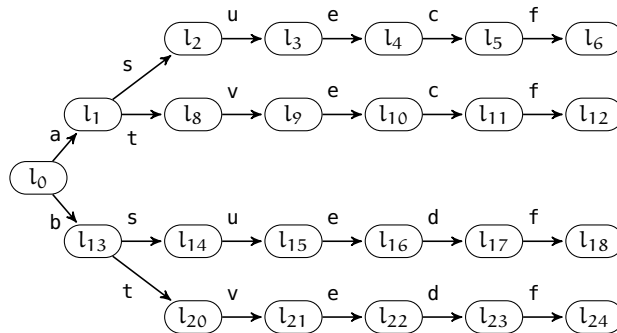 u e c f
l₂ l₃ l₄ l₅ l₆
s
v e c f
l₁ l₈ l₉ l₁₀ l₁₁ l₁₂
a t
l₀
b s u e d f
l₁₃ l₁₄ l₁₅ l₁₆ l₁₇ l₁₈
t v e d f
l₂₀ l₂₁ l₂₂ l₂₃ l₂₄